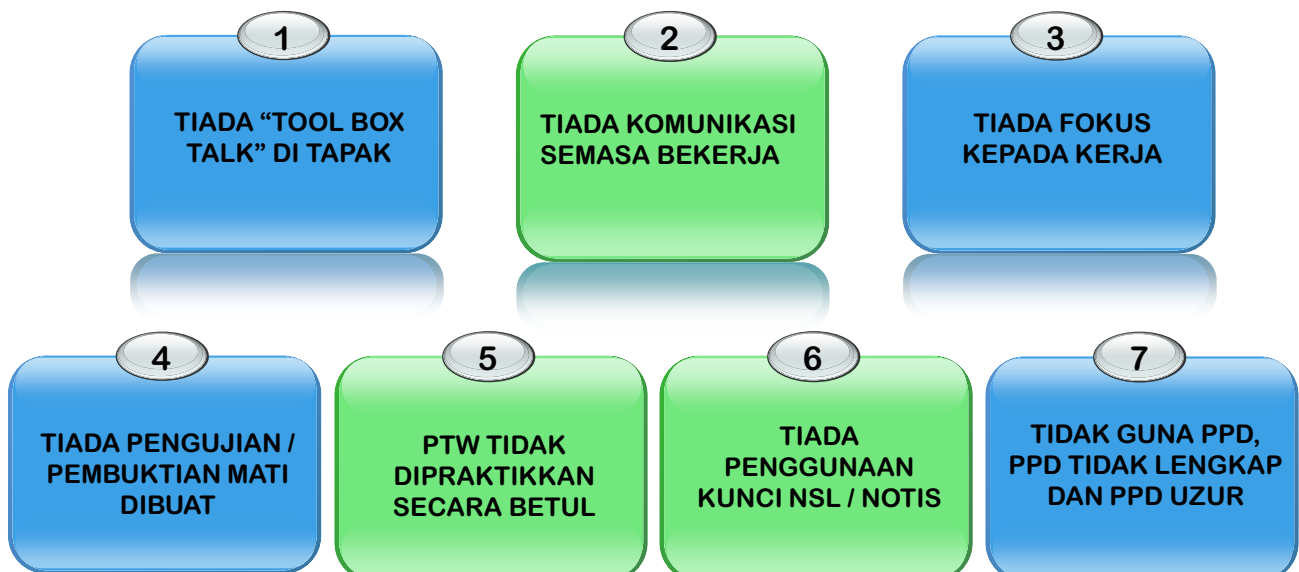 1
TIADA “TOOL BOX
TALK” DI TAPAK
2
TIADA KOMUNIKASI
SEMASA BEKERJA
3
TIADA FOKUS
KEPADA KERJA
4
TIADA PENGUJIAN /
PEMBUKTIAN MATI
DIBUAT
5
PTW TIDAK
DIPRAKTIKKAN
SECARA BETUL
6
TIADA
PENGGUNAAN
KUNCI NSL / NOTIS
7
TIDAK GUNA PPD,
PPD TIDAK LENGKAP
DAN PPD UZUR